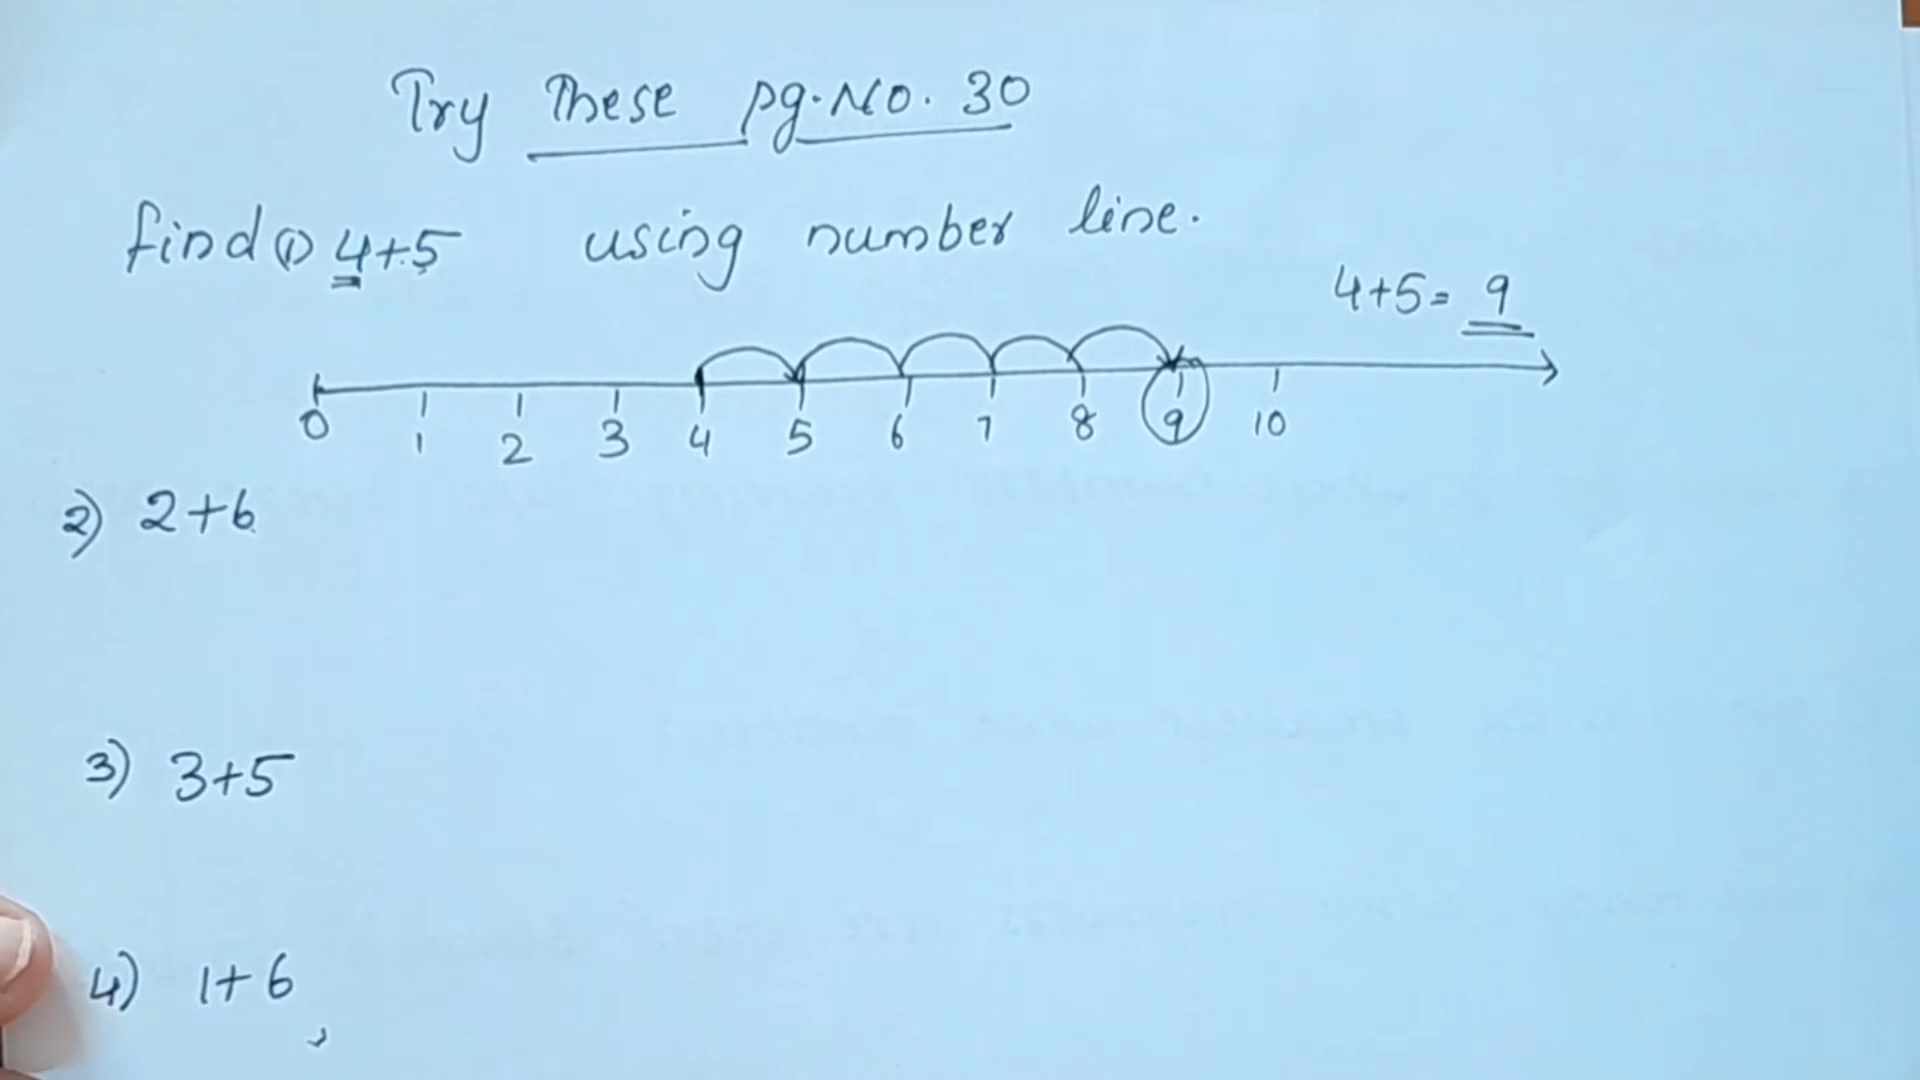 Try These pg.No. 30
find ① 4+5 using number line.
4+5= 9
0 1 2 3 4 5 6 7 8 9 10
2) 2+6
3) 3+5
4) 1+6